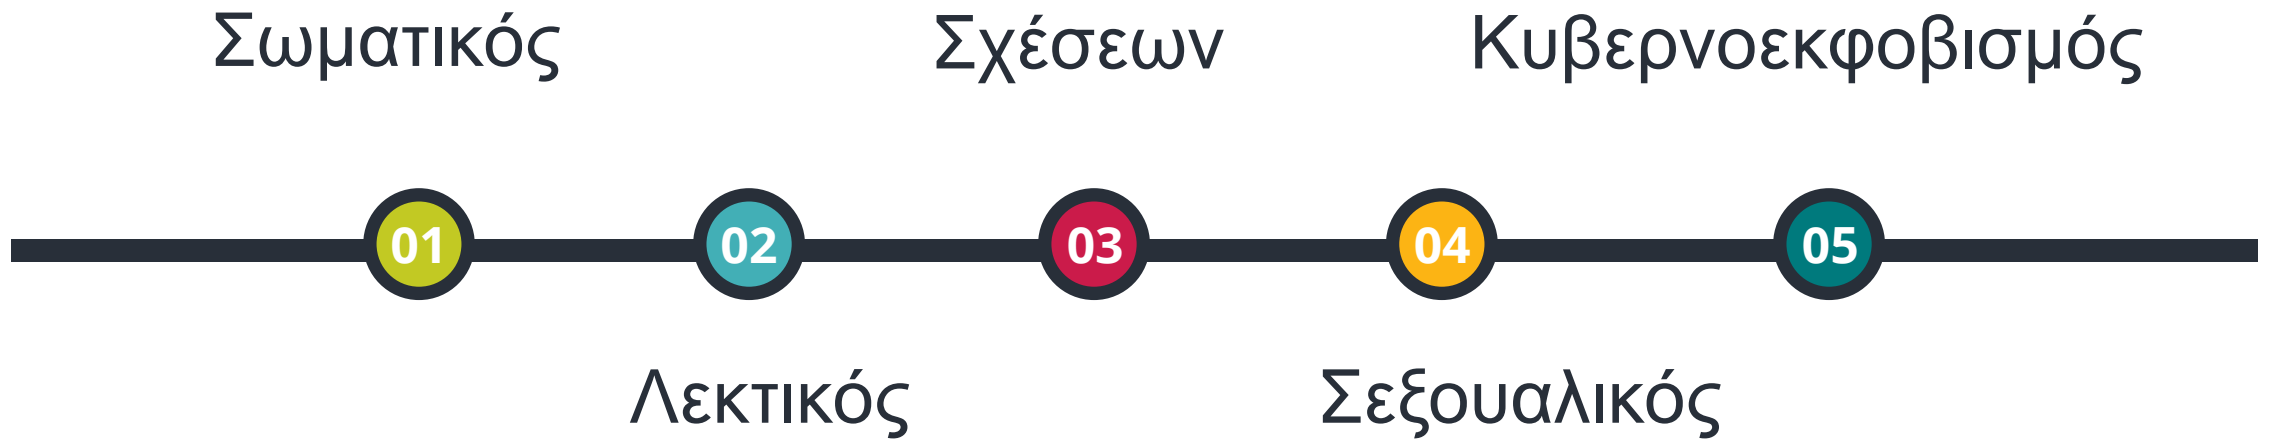 Σωματικός Σχέσεων Κυβερνοεκφοβισμός
01 02 03 04 05
Λεκτικός Σεξουαλικός